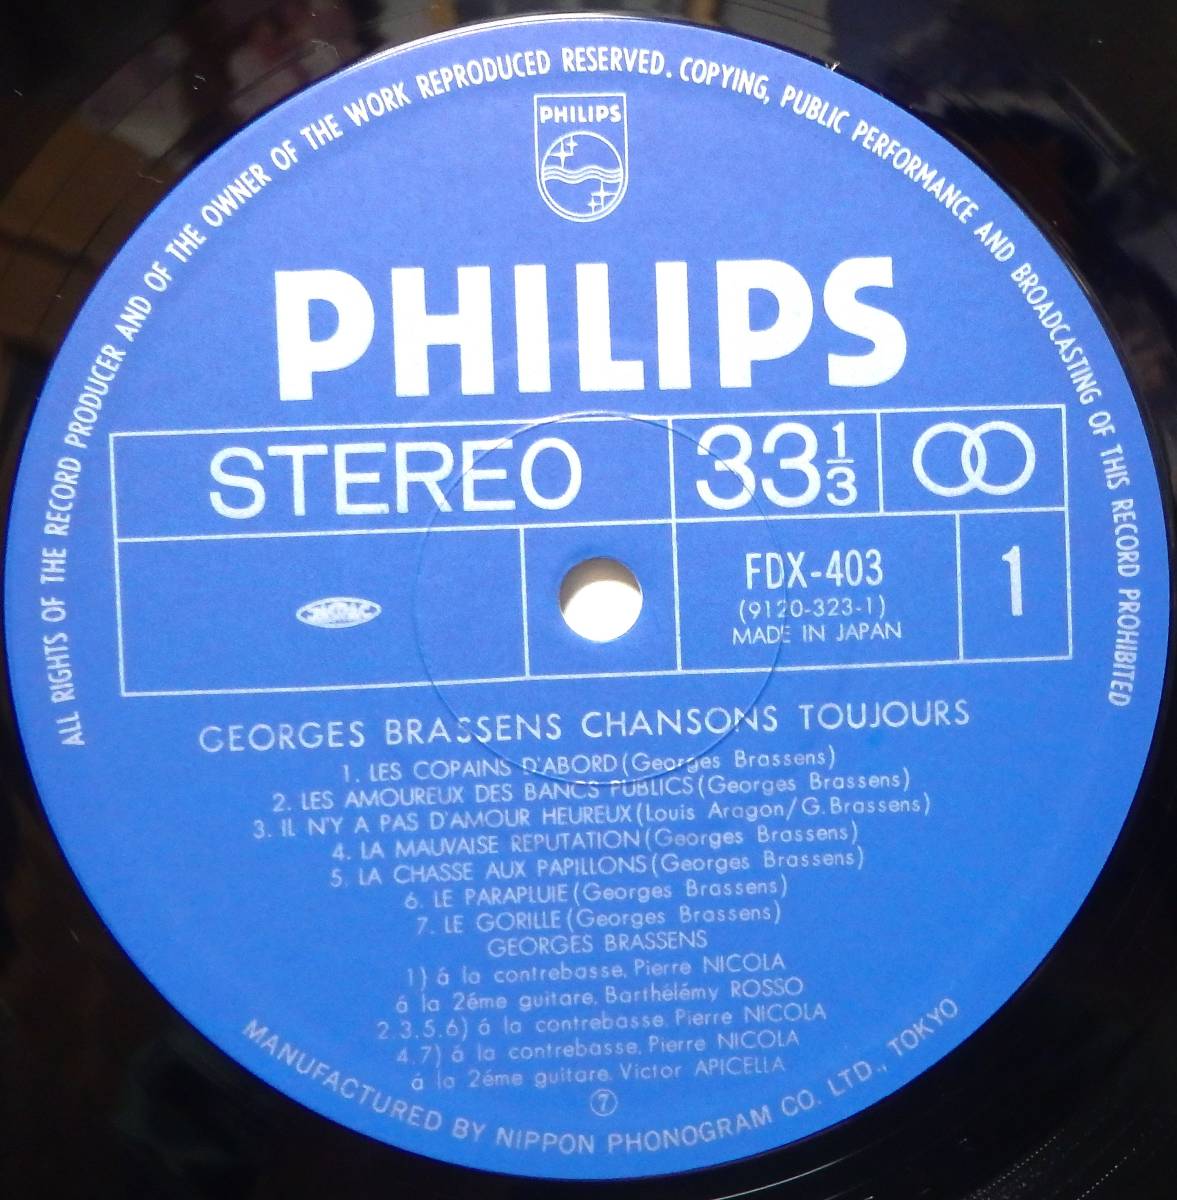 ALL RIGHTS OF THE RECORD PRODUCER AND OF THE OWNER OF THE WORK REPRODUCED RESERVED. COPYING, PUBLIC PERFORMANCE AND BROADCASTING OF THIS RECORD PROHIBITED
PHILIPS
PHILIPS
STEREO
33 1/3
JASRAC
FDX-403
(9120-323-1)
MADE IN JAPAN
1
GEORGES BRASSENS CHANSONS TOUJOURS
1. LES COPAINS D'ABORD (Georges Brassens)
2. LES AMOUREUX DES BANCS PUBLICS (Georges Brassens)
3. IL N'Y A PAS D'AMOUR HEUREUX (Louis Aragon/G.Brassens)
4. LA MAUVAISE REPUTATION (Georges Brassens)
5. LA CHASSE AUX PAPILLONS (Georges Brassens)
6. LE PARAPLUIE (Georges Brassens)
7. LE GORILLE (Georges Brassens)
GEORGES BRASSENS
1) á la contrebasse, Pierre NICOLA
á la 2éme guitare, Barthélémy ROSSO
2.3.5.6) á la contrebasse, Pierre NICOLA
4.7) á la contrebasse, Pierre NICOLA
á la 2éme guitare, Victor APICELLA
⑦
MANUFACTURED BY NIPPON PHONOGRAM CO. LTD., TOKYO